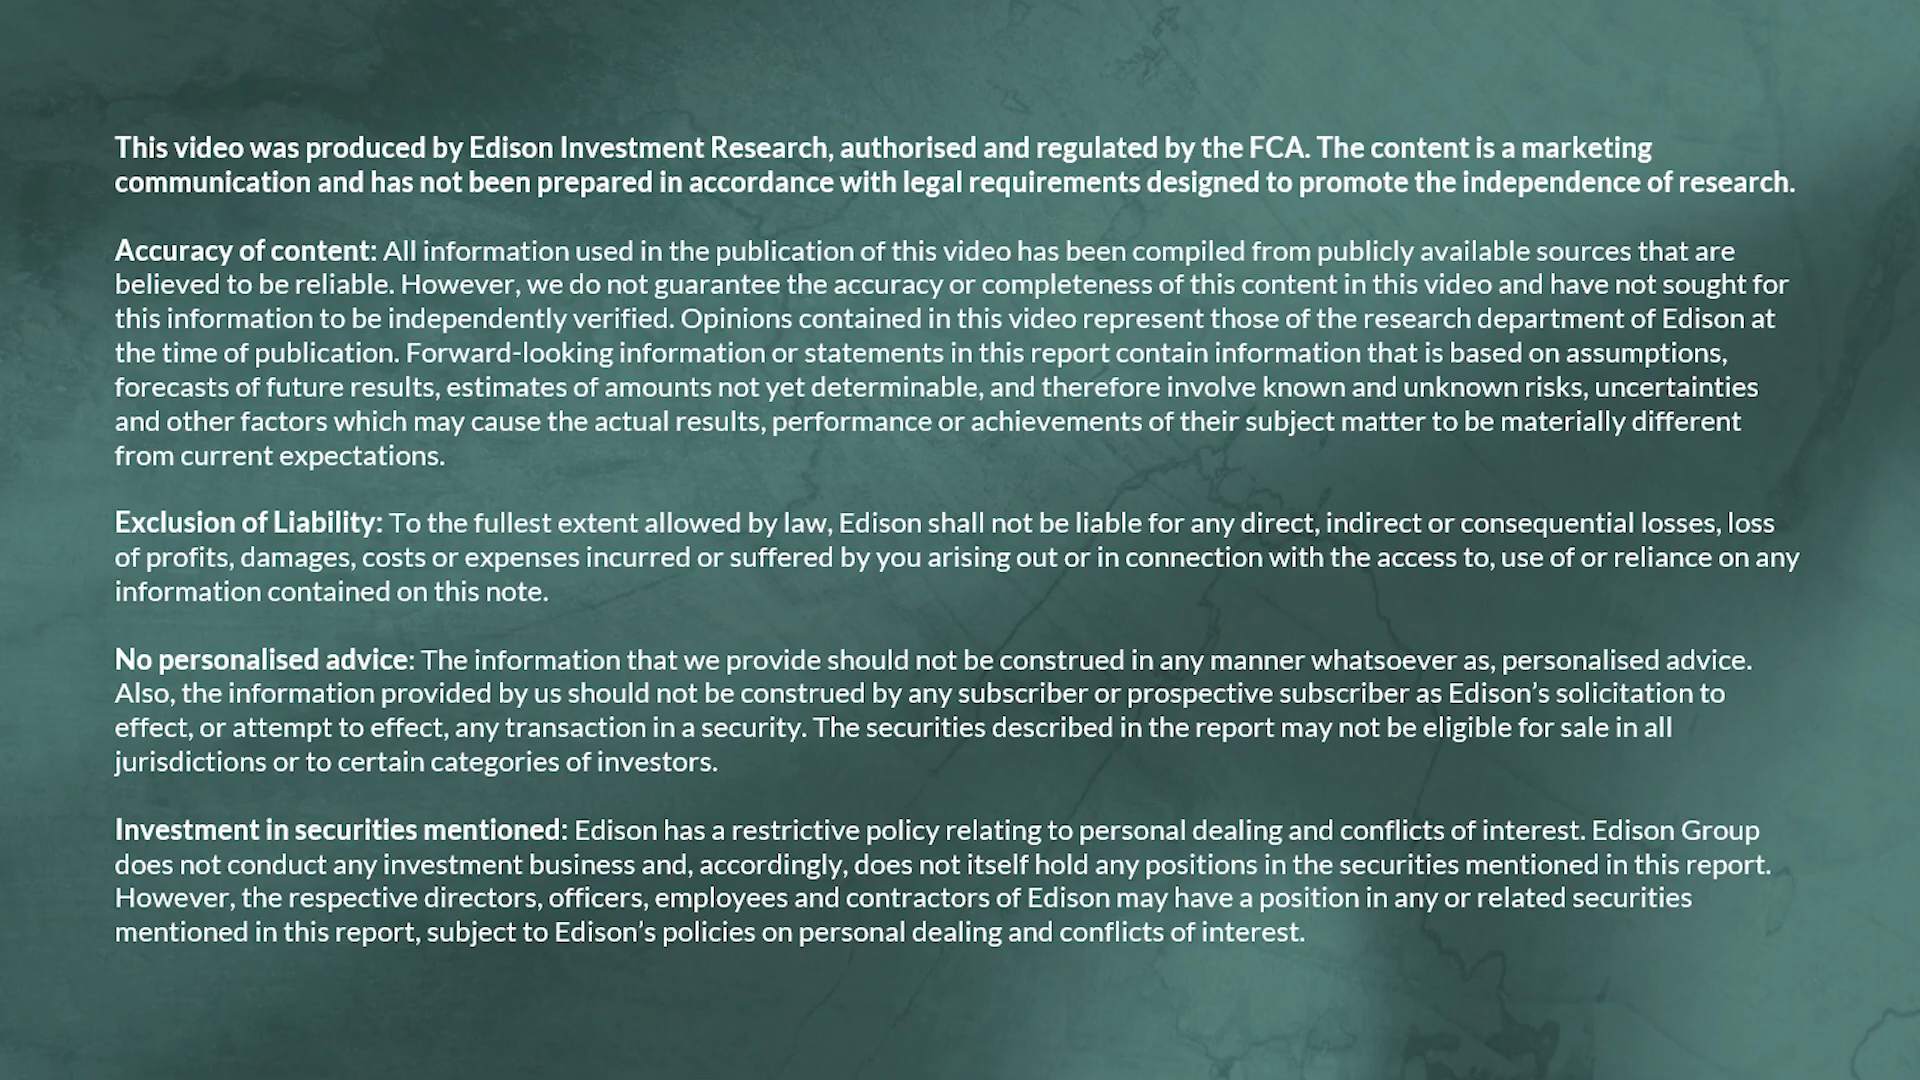 This video was produced by Edison Investment Research, authorised and regulated by the FCA. The content is a marketing
communication and has not been prepared in accordance with legal requirements designed to promote the independence of research.
Accuracy of content: All information used in the publication of this video has been compiled from publicly available sources that are
believed to be reliable. However, we do not guarantee the accuracy or completeness of this content in this video and have not sought for
this information to be independently verified. Opinions contained in this video represent those of the research department of Edison at
the time of publication. Forward-looking information or statements in this report contain information that is based on assumptions,
forecasts of future results, estimates of amounts not yet determinable, and therefore involve known and unknown risks, uncertainties
and other factors which may cause the actual results, performance or achievements of their subject matter to be materially different
from current expectations.
Exclusion of Liability: To the fullest extent allowed by law, Edison shall not be liable for any direct, indirect or consequential losses, loss
of profits, damages, costs or expenses incurred or suffered by you arising out or in connection with the access to, use of or reliance on any
information contained on this note.
No personalised advice: The information that we provide should not be construed in any manner whatsoever as, personalised advice.
Also, the information provided by us should not be construed by any subscriber or prospective subscriber as Edison’s solicitation to
effect, or attempt to effect, any transaction in a security. The securities described in the report may not be eligible for sale in all
jurisdictions or to certain categories of investors.
Investment in securities mentioned: Edison has a restrictive policy relating to personal dealing and conflicts of interest. Edison Group
does not conduct any investment business and, accordingly, does not itself hold any positions in the securities mentioned in this report.
However, the respective directors, officers, employees and contractors of Edison may have a position in any or related securities
mentioned in this report, subject to Edison’s policies on personal dealing and conflicts of interest.